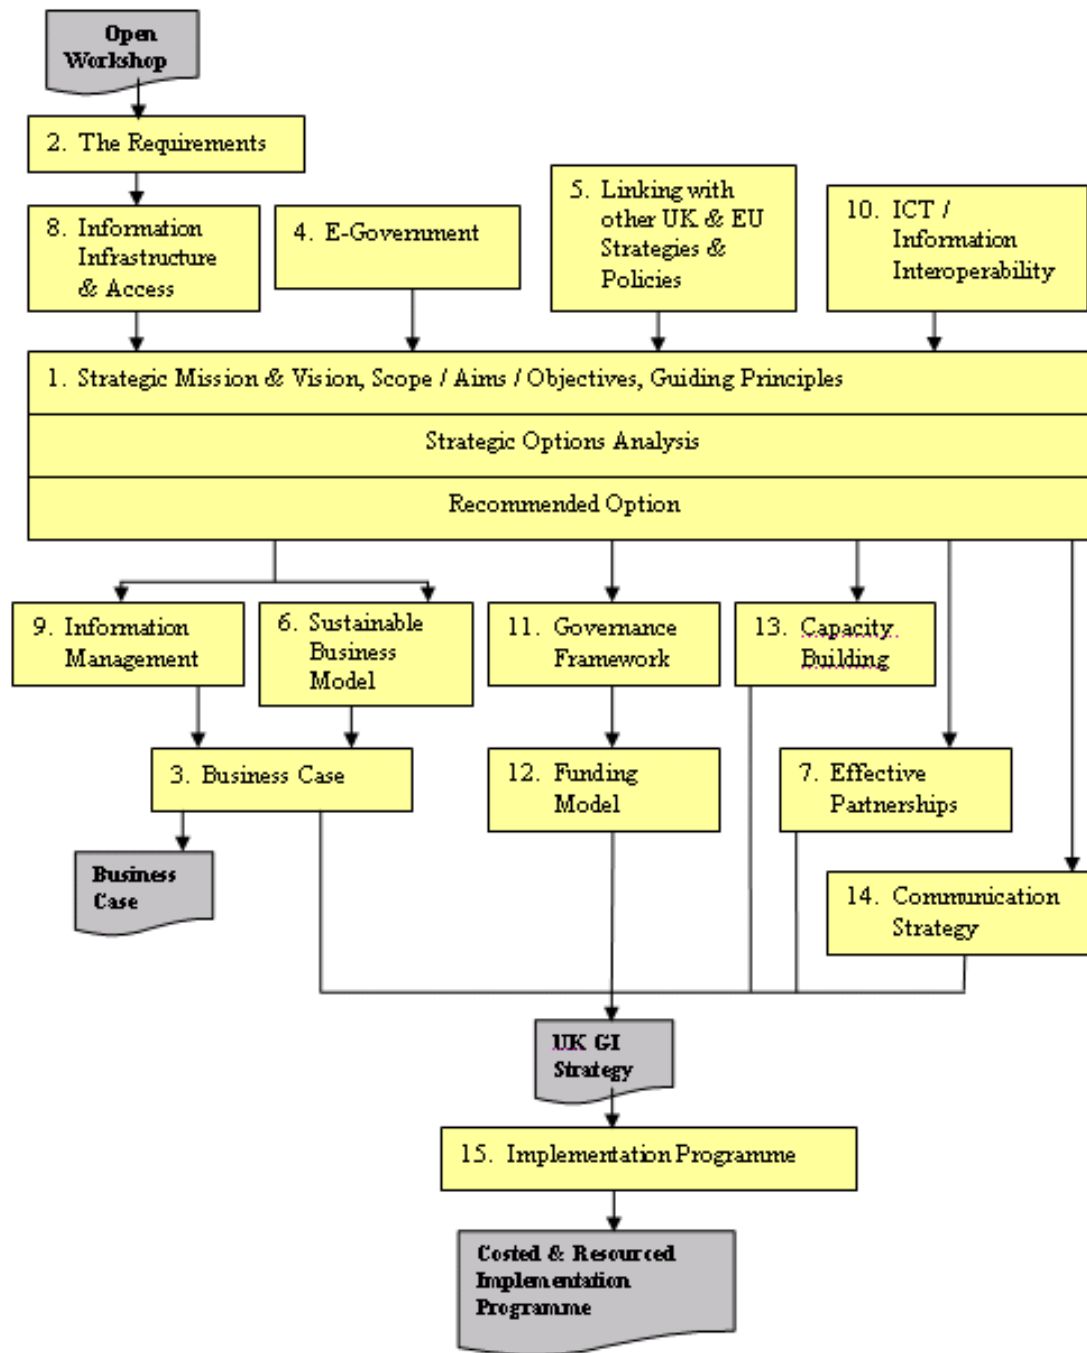 Open
Workshop
2. The Requirements
8. Information
Infrastructure
& Access
4. E-Government
5. Linking with
other UK & EU
Strategies &
Policies
10. ICT /
Information
Interoperability
1. Strategic Mission & Vision, Scope / Aims / Objectives, Guiding Principles
Strategic Options Analysis
Recommended Option
9. Information
Management
6. Sustainable
Business
Model
11. Governance
Framework
13. Capacity
Building
3. Business Case
12. Funding
Model
7. Effective
Partnerships
Business
Case
14. Communication
Strategy
UK GI
Strategy
15. Implementation Programme
Costed & Resourced
Implementation
Programme